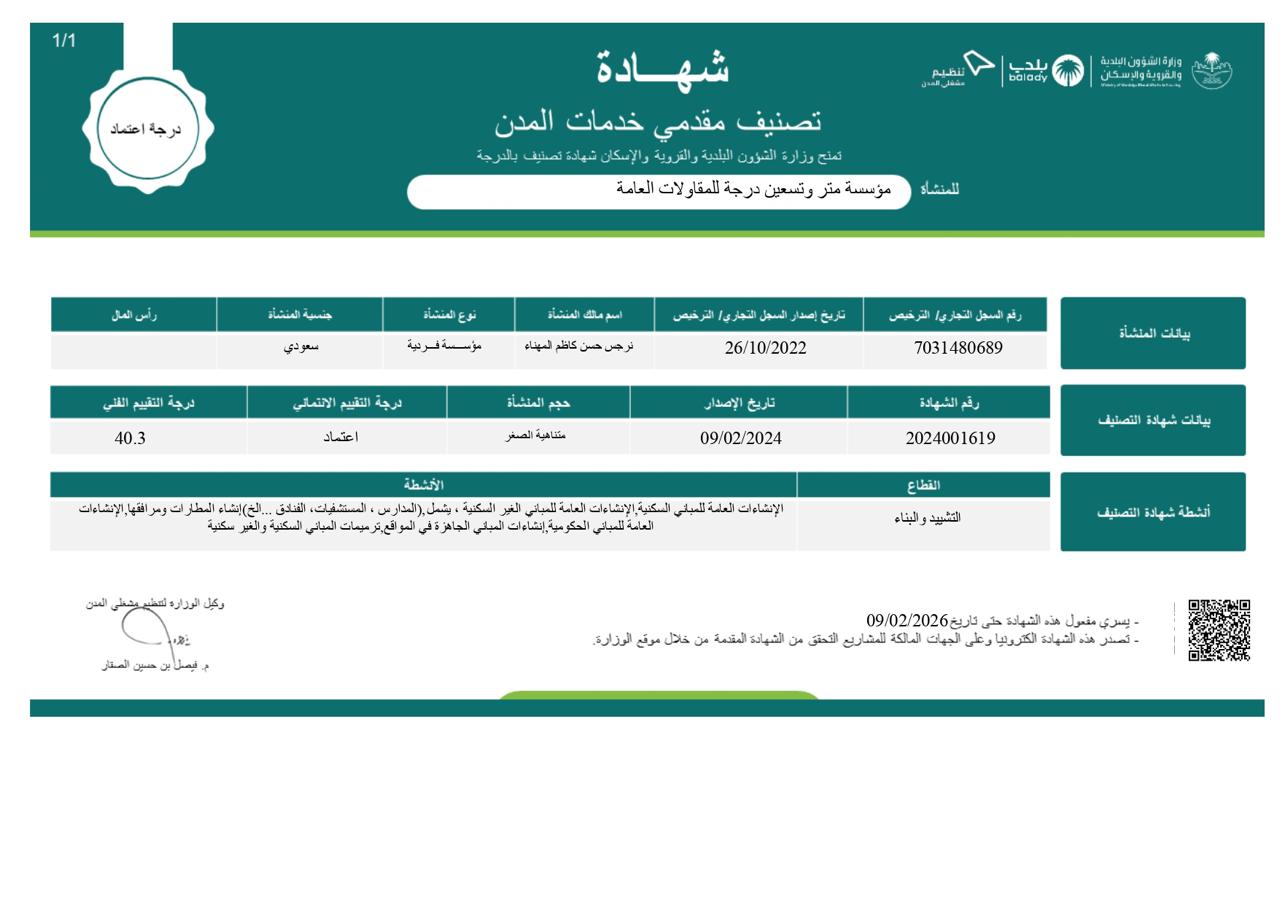 1/1
وزارة الشؤون البلدية
والقروية والإسكان
بلدي
balady
تنظيم
مشغلي المدن
شهـــادة
درجة اعتماد
تصنيف مقدمي خدمات المدن
تمنح وزارة الشؤون البلدية والقروية والإسكان شهادة تصنيف بالدرجة
للمنشأة مؤسسة متر وتسعين درجة للمقاولات العامة
بيانات المنشأة
رقم السجل التجاري/ الترخيص تاريخ إصدار السجل التجاري/ الترخيص اسم مالك المنشأة نوع المنشأة جنسية المنشأة رأس المال
7031480689 26/10/2022 نرجس حسن كاظم المهناء مؤسسة فردية سعودي
بيانات شهادة التصنيف
رقم الشهادة تاريخ الإصدار حجم المنشأة درجة التقييم الائتماني درجة التقييم الفني
2024001619 09/02/2024 متناهية الصغر اعتماد 40.3
أنشطة شهادة التصنيف
القطاع الأنشطة
التشييد والبناء
الإنشاءات العامة للمباني السكنية,الإنشاءات العامة للمباني الغير السكنية ، يشمل,(المدارس ، المستشفيات، الفنادق ...الخ)إنشاء المطارات ومرافقها,الإنشاءات
العامة للمباني الحكومية,إنشاءات المباني الجاهزة في المواقع,ترميمات المباني السكنية والغير سكنية
- يسري مفعول هذه الشهادة حتى تاريخ09/02/2026
- تصدر هذه الشهادة الكترونيا وعلى الجهات المالكة للمشاريع التحقق من الشهادة المقدمة من خلال موقع الوزارة.
وكيل الوزارة لتنظيم مشغلي المدن
م. فيصل بن حسين الصقار